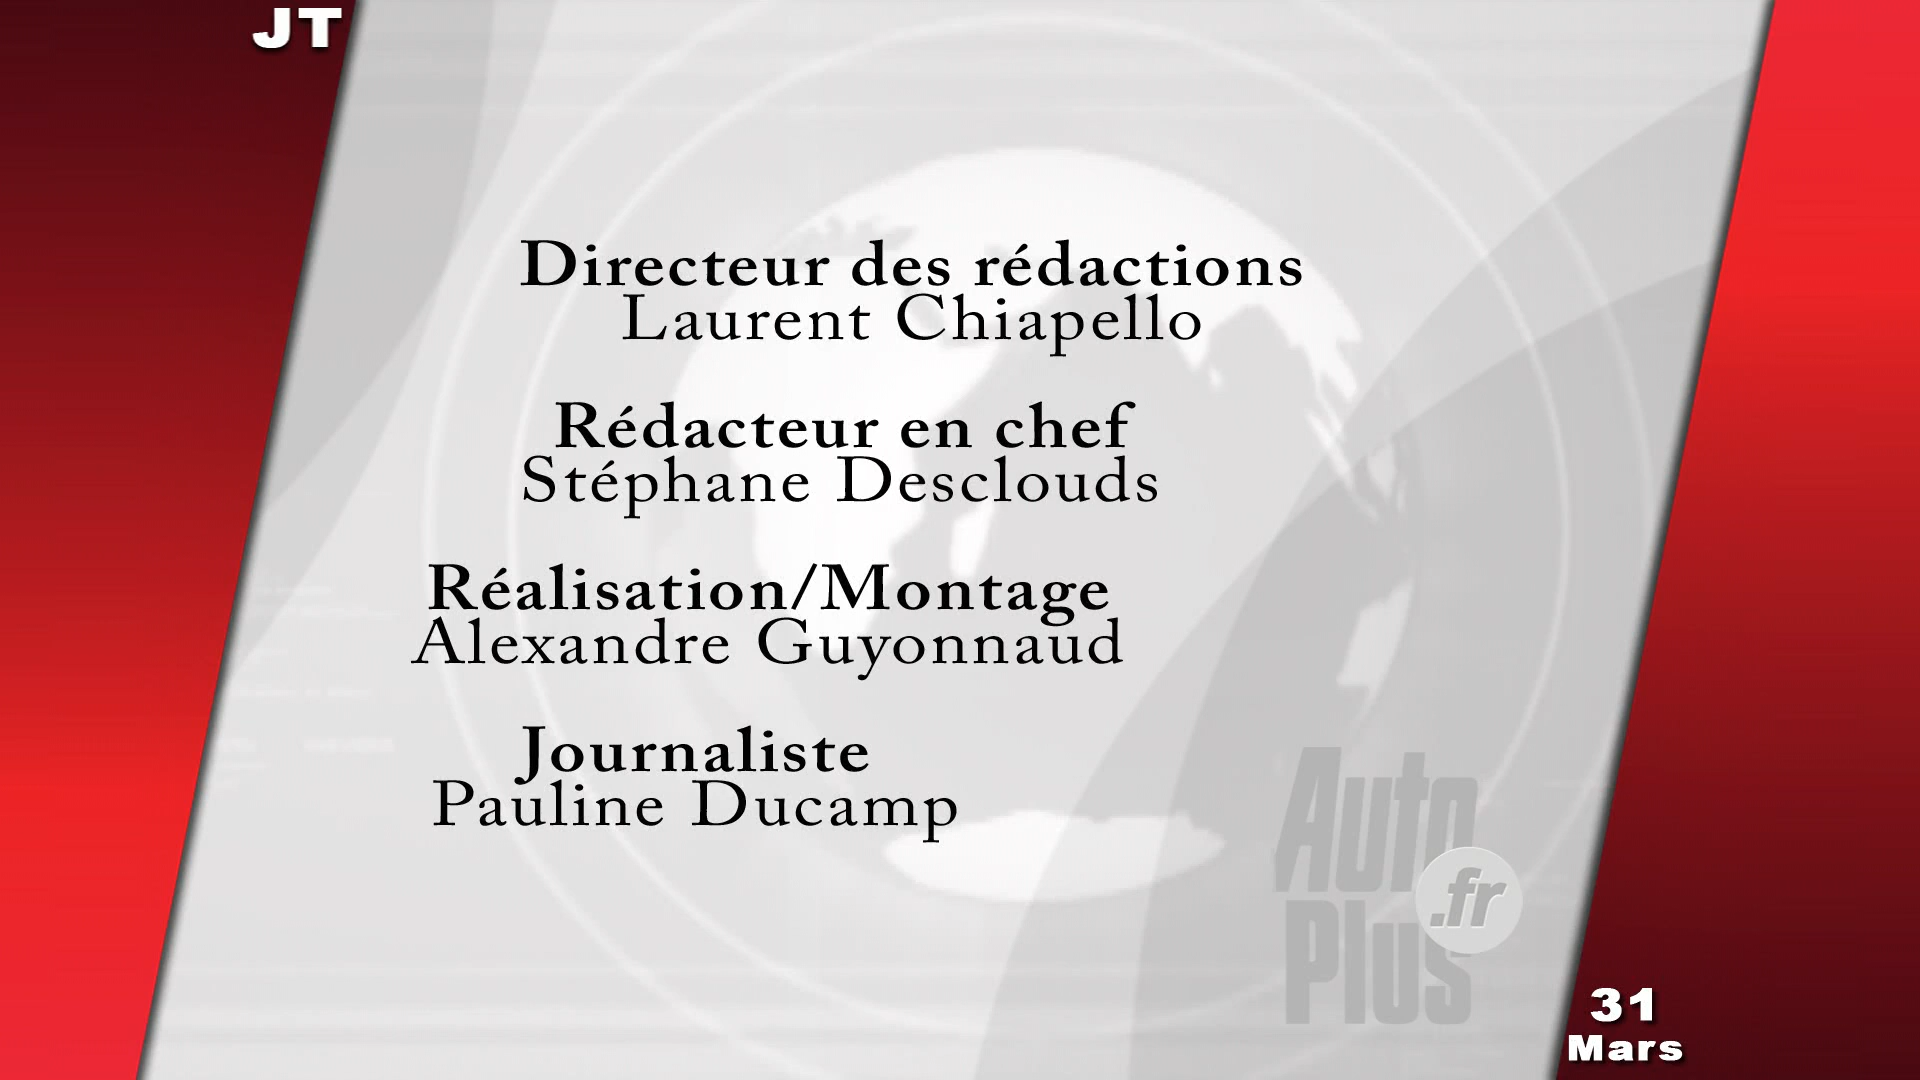 JT
Directeur des rédactions
Laurent Chiapello
Rédacteur en chef
Stéphane Desclouds
Réalisation/Montage
Alexandre Guyonnaud
Journaliste
Pauline Ducamp
Auto
Plus
.fr
31
Mars